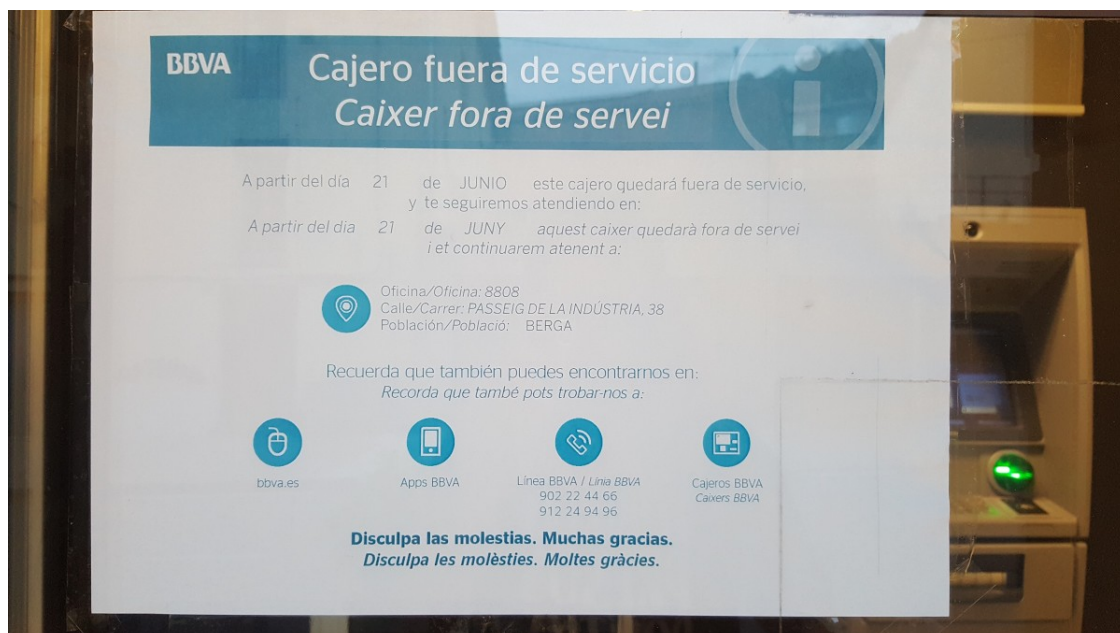 BBVA
Cajero fuera de servicio
Caixer fora de servei
A partir del día 21 de JUNIO este cajero quedará fuera de servicio,
y te seguiremos atendiendo en:
A partir del dia 21 de JUNY aquest caixer quedarà fora de servei
i et continuarem atenent a:
Oficina/Oficina: 8808
Calle/Carrer: PASSEIG DE LA INDÚSTRIA, 38
Población/Població: BERGA
Recuerda que también puedes encontrarnos en:
Recorda que també pots trobar-nos a:
bbva.es
Apps BBVA
Línea BBVA / Línia BBVA
902 22 44 66
912 24 94 96
Cajeros BBVA
Caixers BBVA
Disculpa las molestias. Muchas gracias.
Disculpa les molèsties. Moltes gràcies.